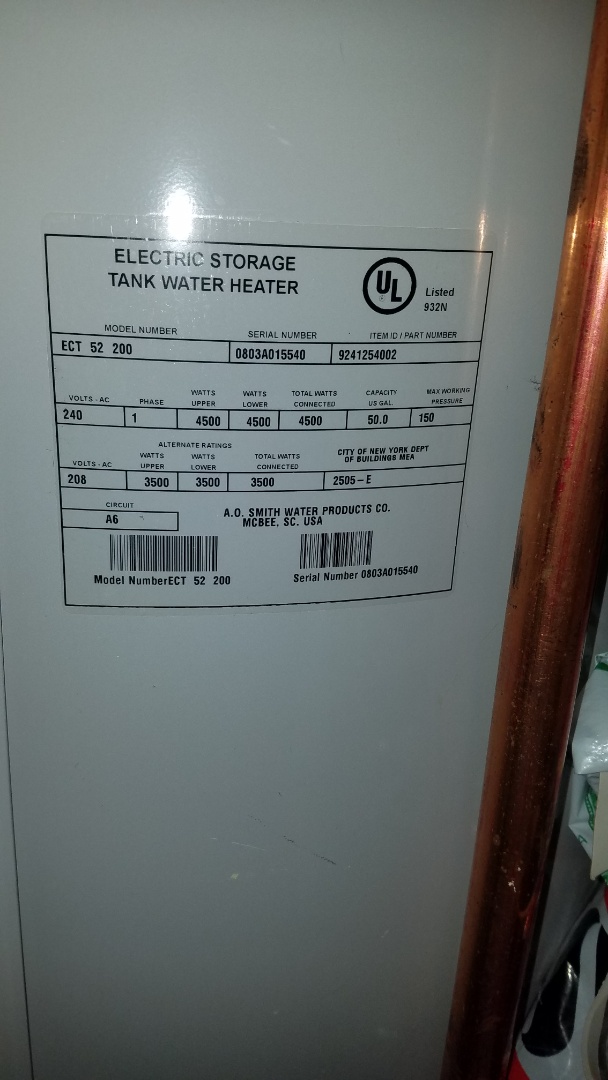 ELECTRIC STORAGE
TANK WATER HEATER
UL Listed
932N
MODEL NUMBER SERIAL NUMBER ITEM ID / PART NUMBER
ECT 52 200 0803A015540 9241254002
VOLTS - AC PHASE WATTS UPPER WATTS LOWER TOTAL WATTS CONNECTED CAPACITY US GAL. MAX WORKING PRESSURE
240 1 4500 4500 4500 50.0 150
ALTERNATE RATINGS
VOLTS - AC WATTS UPPER WATTS LOWER TOTAL WATTS CONNECTED CITY OF NEW YORK DEPT OF BUILDINGS MEA
208 3500 3500 3500 2505-E
CIRCUIT
A6
A.O. SMITH WATER PRODUCTS CO.
MCBEE, SC. USA
Model NumberECT 52 200 Serial Number 0803A015540